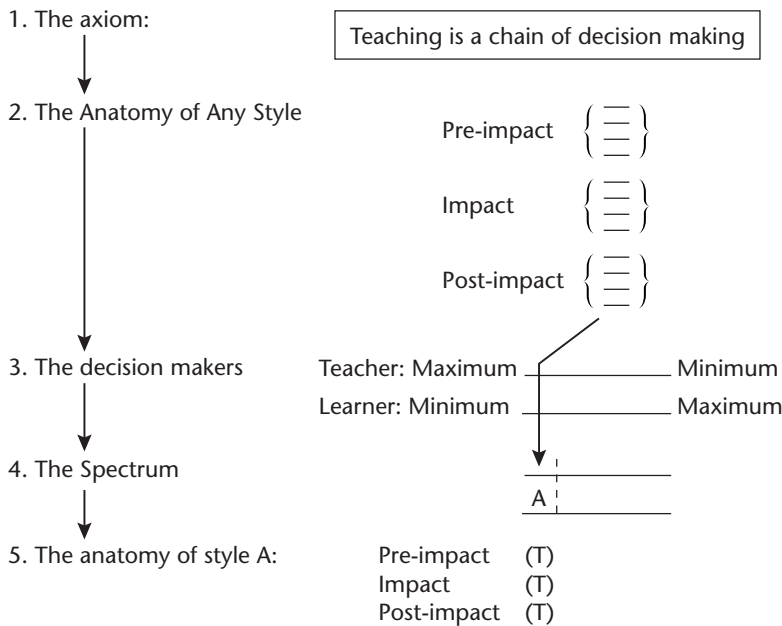 1. The axiom:
Teaching is a chain of decision making
2. The Anatomy of Any Style
Pre-impact
Impact
Post-impact
3. The decision makers
Teacher: Maximum Minimum
Learner: Minimum Maximum
4. The Spectrum
A
5. The anatomy of style A:
Pre-impact (T)
Impact (T)
Post-impact (T)